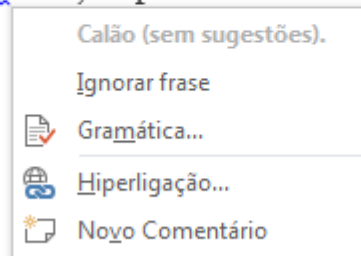 Calão (sem sugestões).
Ignorar frase
Gramática...
Hiperligação...
Novo Comentário